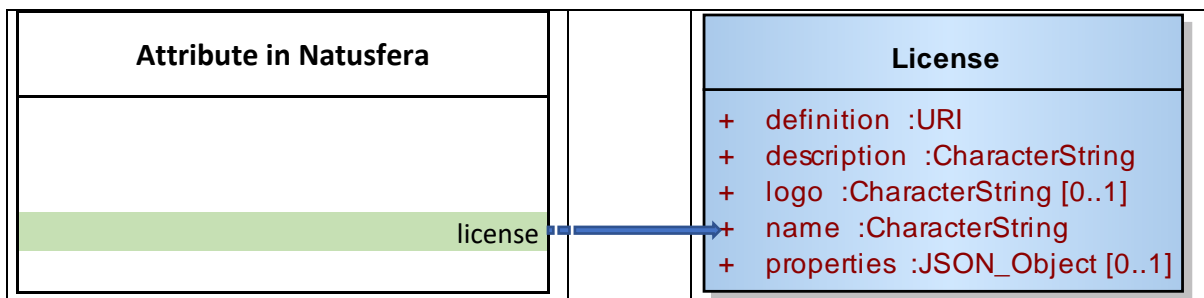 Attribute in Natusfera
license
License
+ definition :URI
+ description :CharacterString
+ logo :CharacterString [0..1]
+ name :CharacterString
+ properties :JSON_Object [0..1]